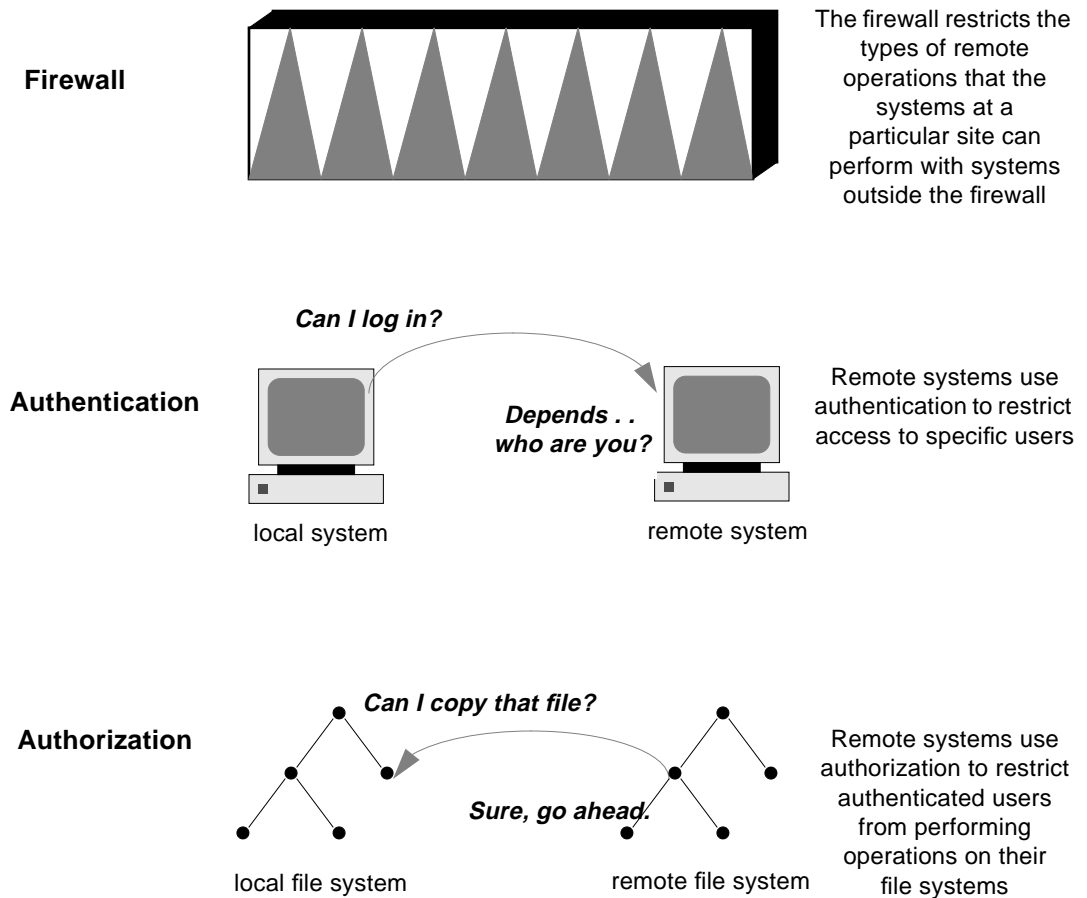 Firewall
The firewall restricts the
types of remote
operations that the
systems at a
particular site can
perform with systems
outside the firewall
Can I log in?
Authentication
Depends . .
who are you?
Remote systems use
authentication to restrict
access to specific users
local system
remote system
Can I copy that file?
Authorization
Sure, go ahead.
Remote systems use
authorization to restrict
authenticated users
from performing
operations on their
file systems
local file system
remote file system